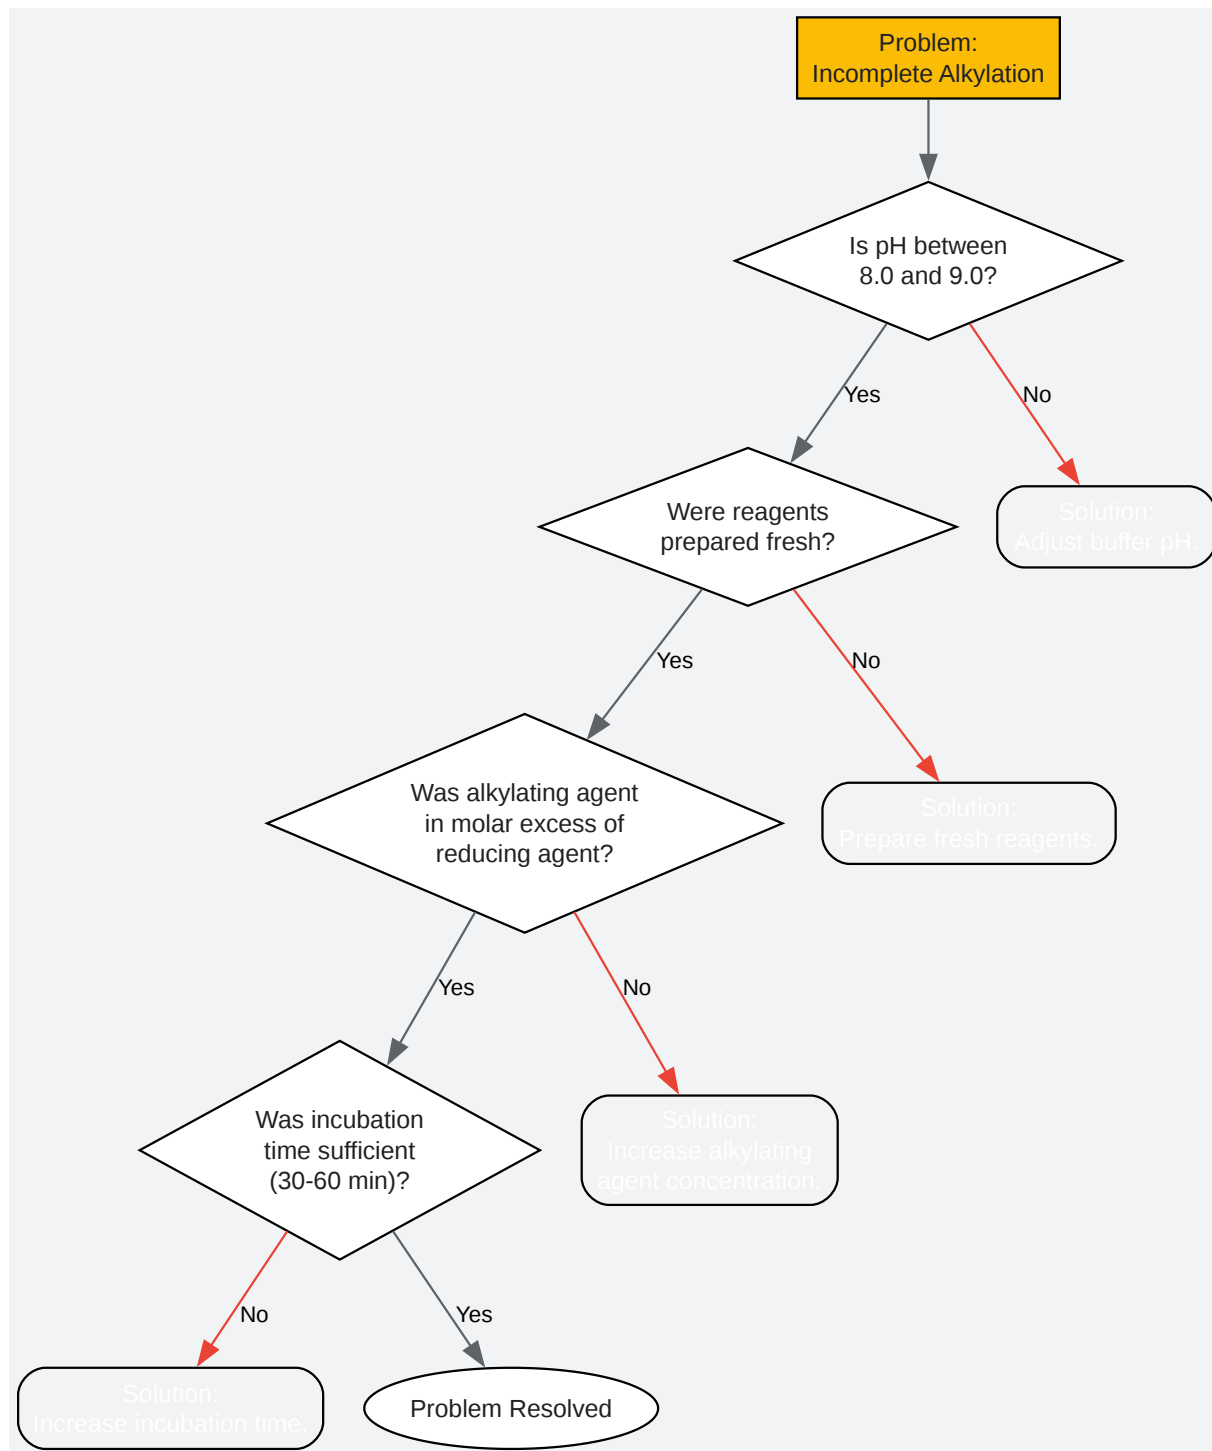 Problem:
Incomplete Alkylation
Is pH between
8.0 and 9.0?
Yes
No
Were reagents
prepared fresh?
Solution:
Adjust buffer pH.
Yes
No
Was alkylating agent
in molar excess of
reducing agent?
Solution:
Prepare fresh reagents.
Yes
No
Was incubation
time sufficient
(30-60 min)?
Solution:
Increase alkylating
agent concentration.
No
Yes
Solution:
Increase incubation time.
Problem Resolved